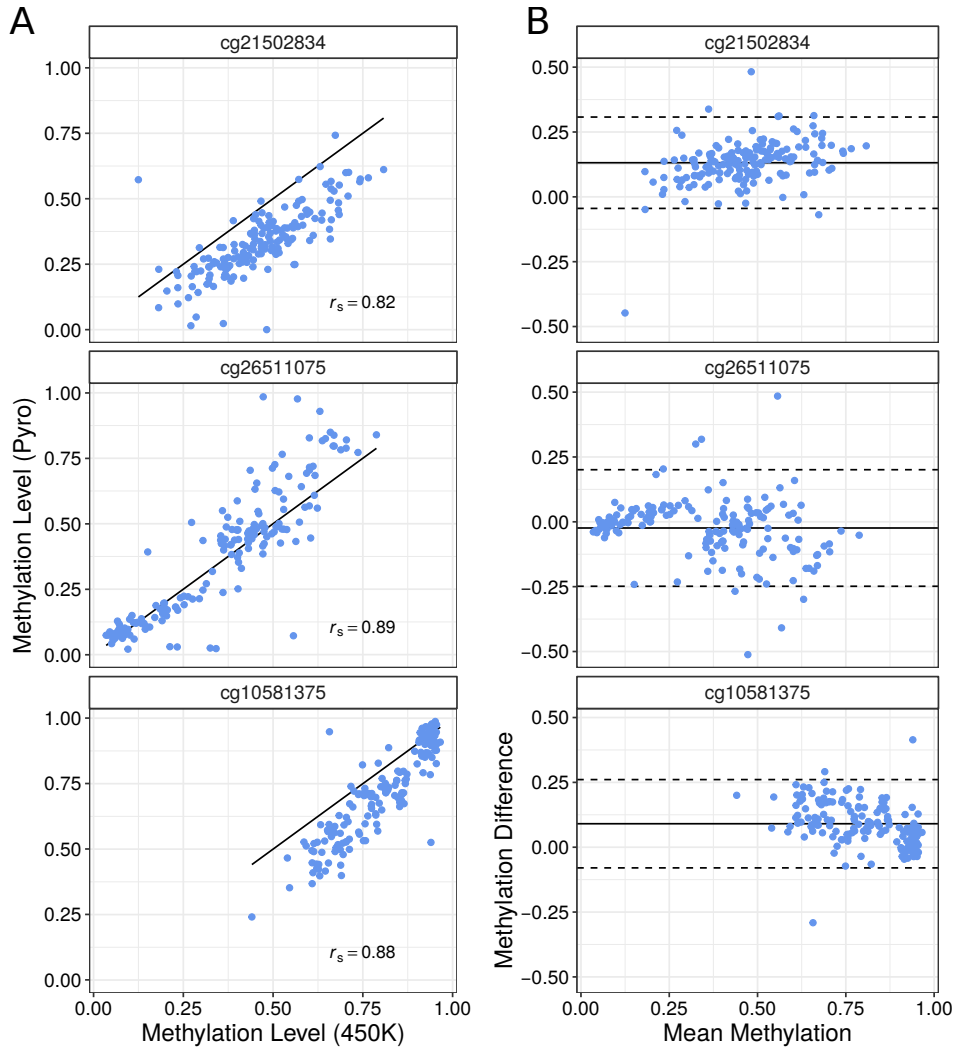 A
cg21502834
1.00
0.75
0.50
0.25
0.00
rs = 0.82
cg26511075
1.00
0.75
0.50
0.25
0.00
rs = 0.89
cg10581375
1.00
0.75
0.50
0.25
0.00
rs = 0.88
0.00 0.25 0.50 0.75 1.00
Methylation Level (450K)
Methylation Level (Pyro)
B
cg21502834
0.50
0.25
0.00
−0.25
−0.50
cg26511075
0.50
0.25
0.00
−0.25
−0.50
cg10581375
0.50
0.25
0.00
−0.25
−0.50
0.00 0.25 0.50 0.75 1.00
Mean Methylation
Methylation Difference